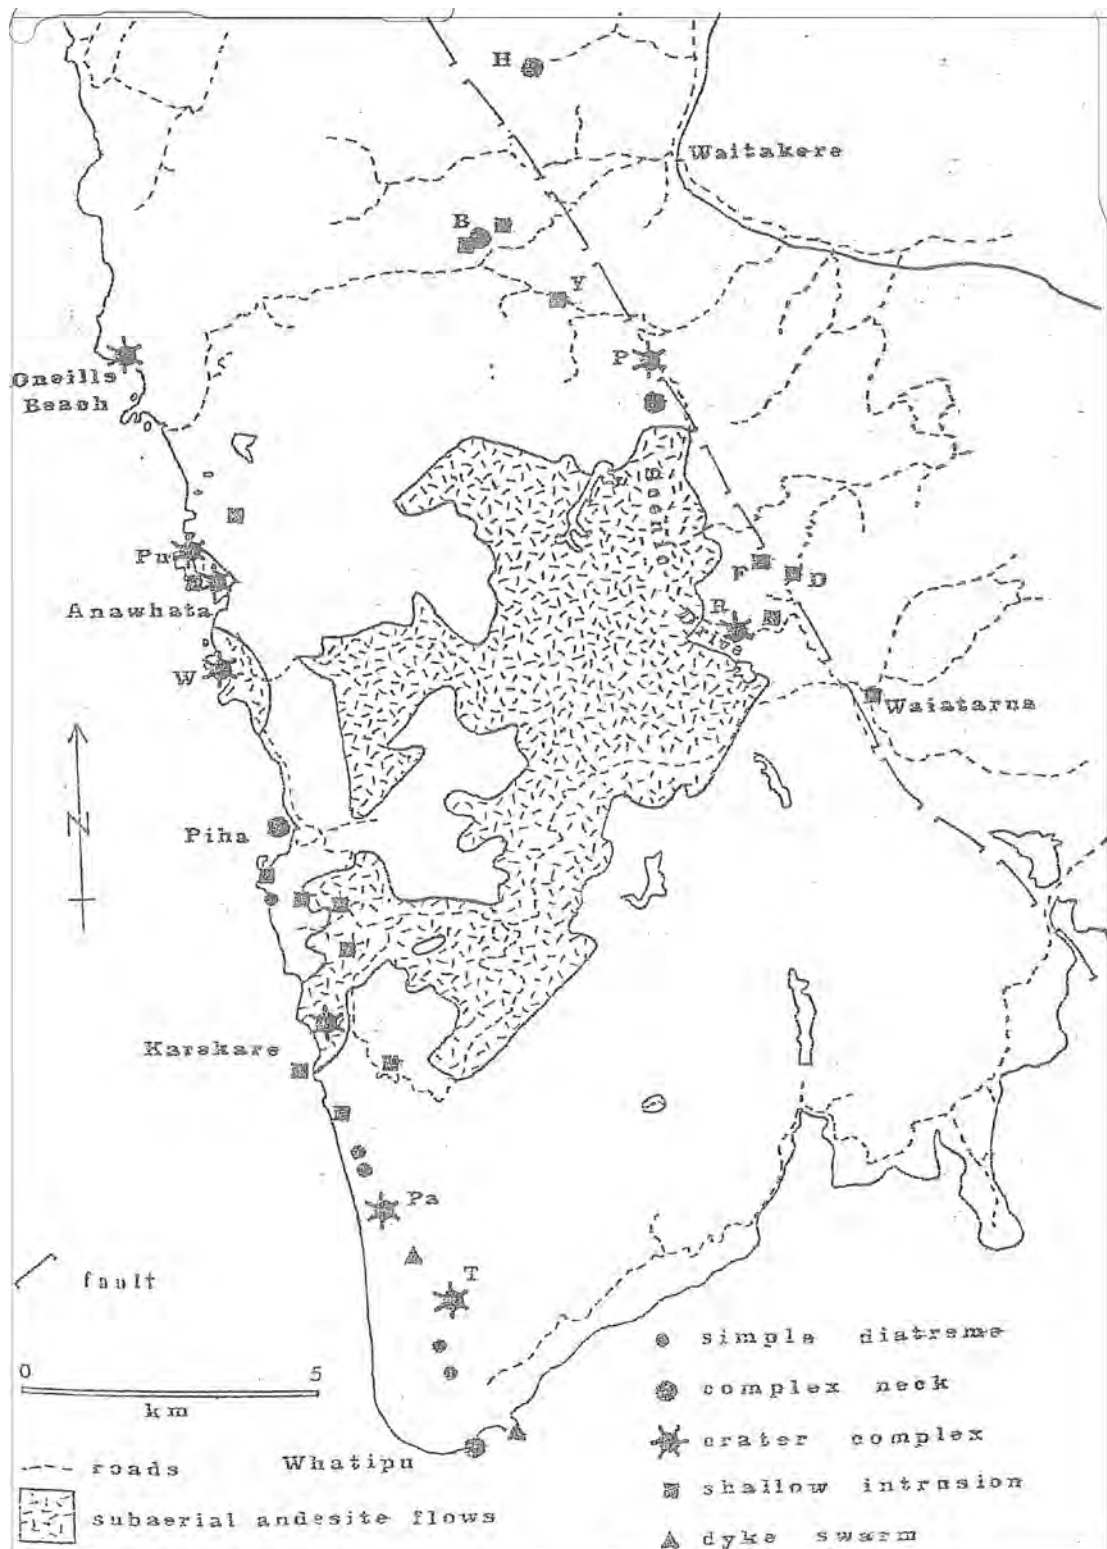 H
Waitakere
B
Y
P
Oneills
Beach
Scenic
Pu
F
D
Anawhata
R
Drive
W
Waiatarua
N
Piha
Karekare
Pa
T
fault
0 5
km
Whatipu
roads
subaerial andesite flows
simple diatreme
complex neck
crater complex
shallow intrusion
dyke swarm